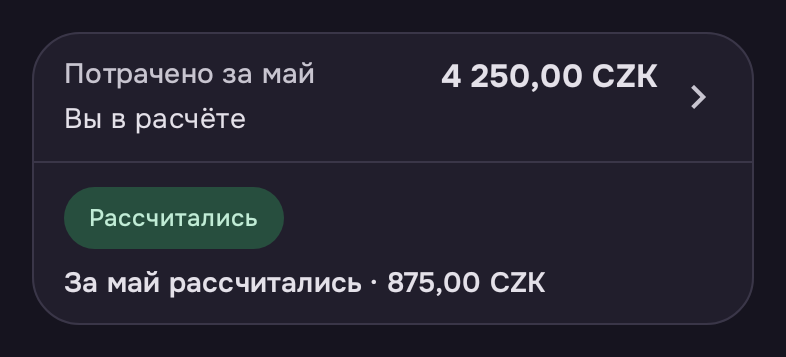 Потрачено за май
4 250,00 CZK
Вы в расчёте
Рассчитались
За май рассчитались · 875,00 CZK